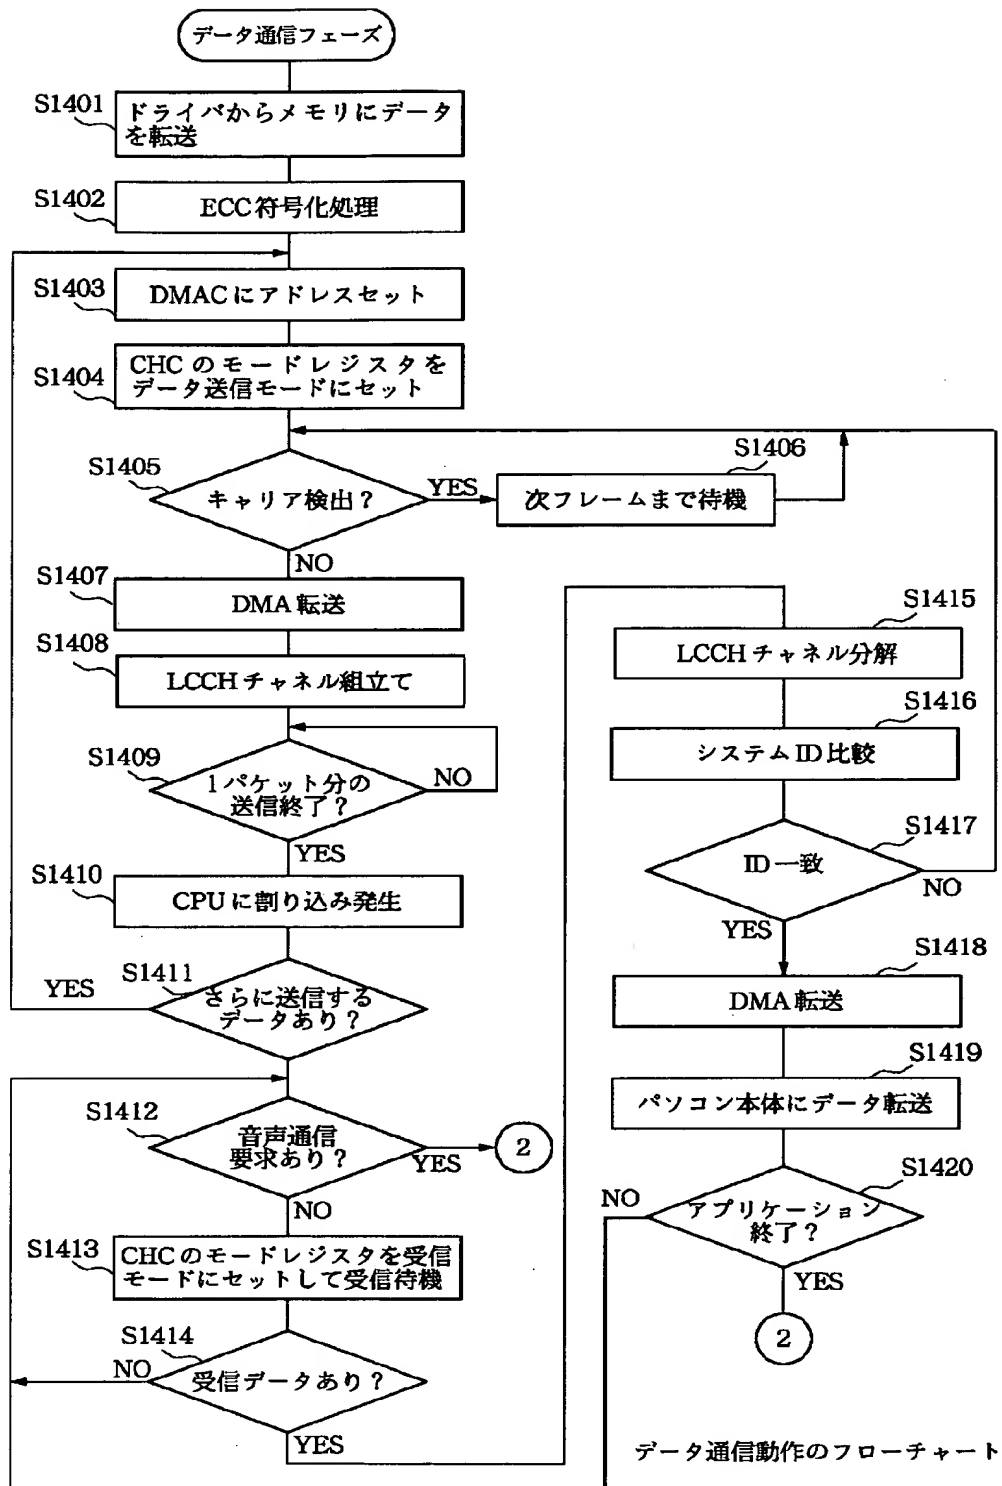 データ通信フェーズ
S1401
ドライバからメモリにデータ
を転送
S1402
ECC符号化処理
S1403
DMACにアドレスセット
S1404
CHCのモードレジスタを
データ送信モードにセット
S1405
キャリア検出？
YES
NO
S1406
次フレームまで待機
S1407
DMA転送
S1408
LCCHチャネル組立て
S1409
1パケット分の
送信終了？
NO
YES
S1410
CPUに割り込み発生
S1411
さらに送信する
データあり？
YES
S1412
音声通信
要求あり？
YES
2
NO
S1413
CHCのモードレジスタを受信
モードにセットして受信待機
S1414
受信データあり？
NO
YES
S1415
LCCHチャネル分解
S1416
システムID比較
S1417
ID一致
NO
YES
S1418
DMA転送
S1419
パソコン本体にデータ転送
S1420
アプリケーション
終了？
NO
YES
2
データ通信動作のフローチャート